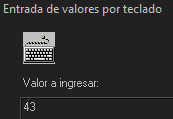 Entrada de valores por teclado
Valor a ingresar:
43